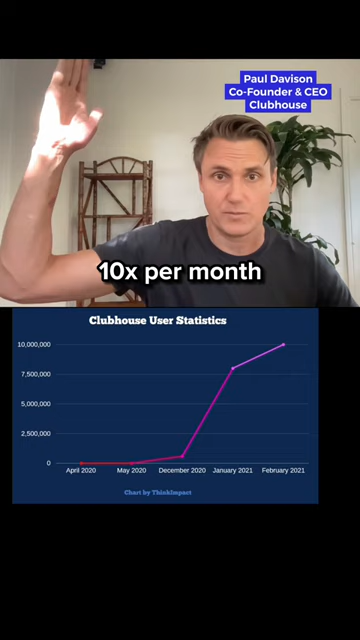 Paul Davison
Co-Founder & CEO
Clubhouse
10x per month
Clubhouse User Statistics
10,000,000
7,500,000
5,000,000
2,500,000
0
April 2020 May 2020 December 2020 January 2021 February 2021
Chart by ThinkImpact